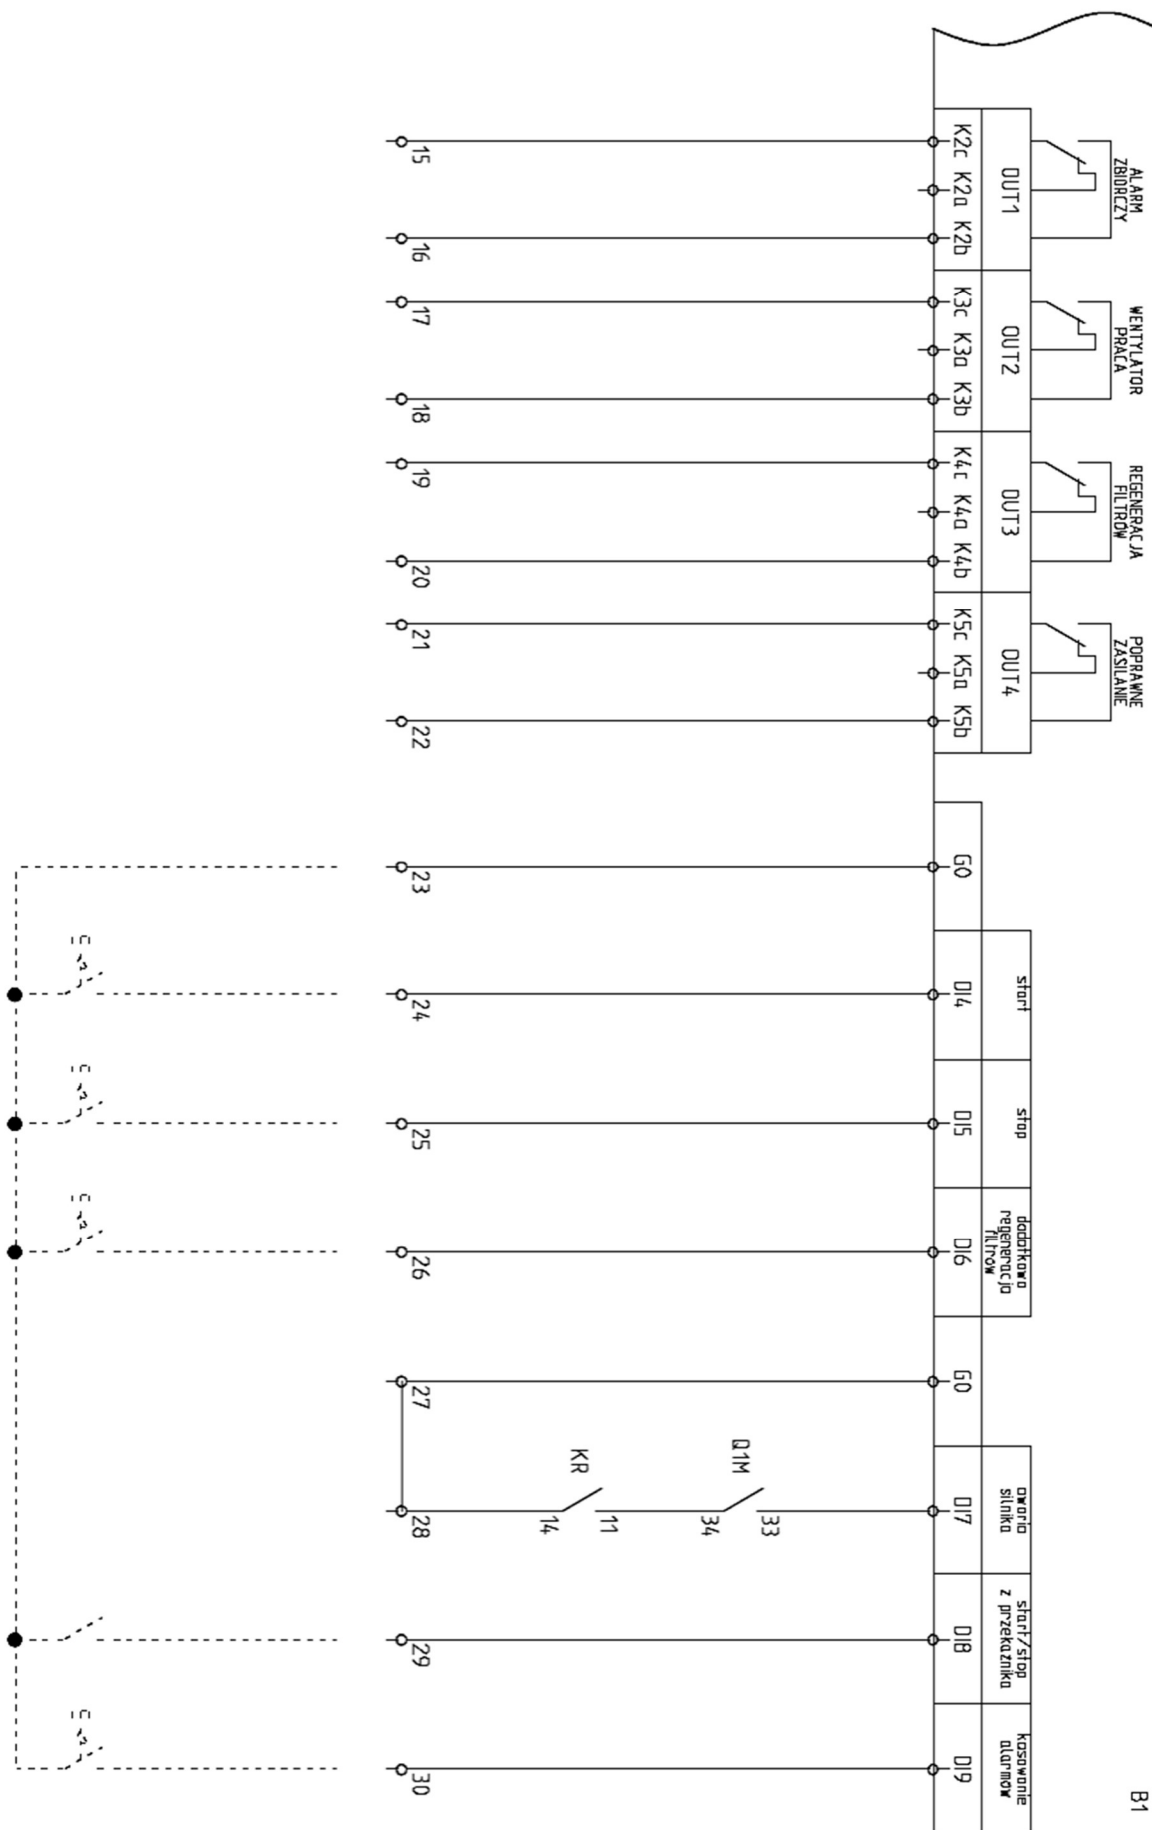 B1
ALARM
ZBIORCZY
WENTYLATOR
PRACA
REGENERACJA
FILTRÓW
POPRAWNE
ZASILANIE
OUT1
OUT2
OUT3
OUT4
start
stop
dodatkowa
regeneracja
filtrów
awaria
silnika
start/stop
z przekaźnika
kasowanie
alarmów
K2c K2a K2b K3c K3a K3b K4c K4a K4b K5c K5a K5b G0 DI4 DI5 DI6 G0 DI7 DI8 DI9
Q1M
33
34
KR
11
14
15 16 17 18 19 20 21 22 23 24 25 26 27 28 29 30